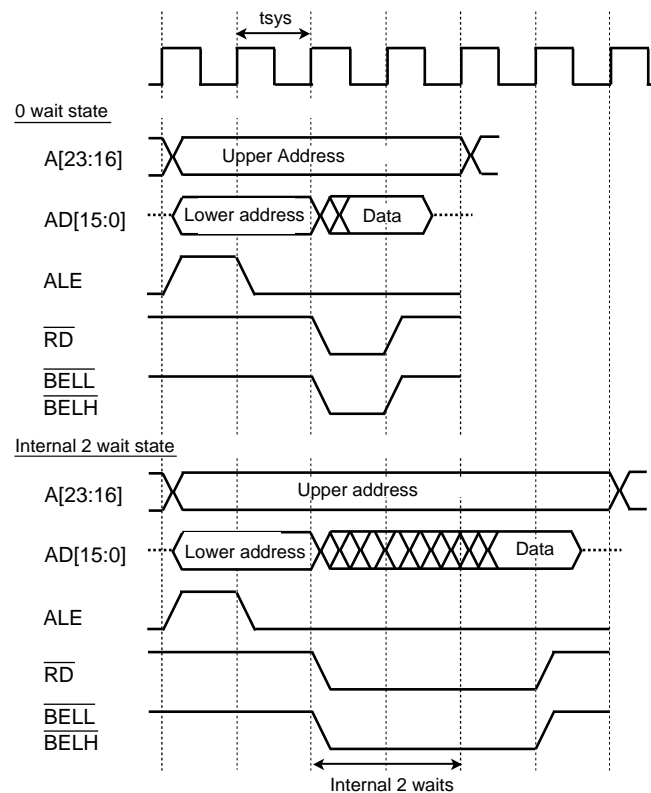 tsys
0 wait state
A[23:16]
Upper Address
AD[15:0]
Lower address
Data
ALE
RD
BELL
BELH
Internal 2 wait state
A[23:16]
Upper address
AD[15:0]
Lower address
Data
ALE
RD
BELL
BELH
Internal 2 waits